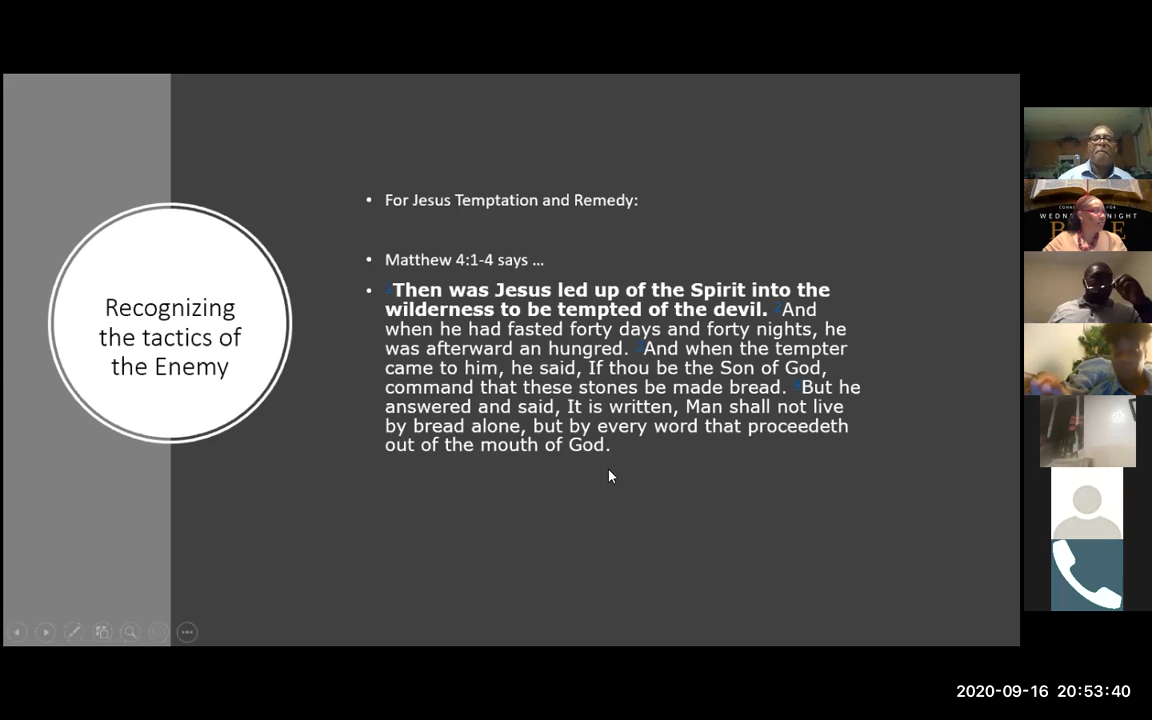 Recognizing
the tactics of
the Enemy
• For Jesus Temptation and Remedy:
• Matthew 4:1-4 says ...
• Then was Jesus led up of the Spirit into the
wilderness to be tempted of the devil. And
when he had fasted forty days and forty nights, he
was afterward an hungred. And when the tempter
came to him, he said, If thou be the Son of God,
command that these stones be made bread. But he
answered and said, It is written, Man shall not live
by bread alone, but by every word that proceedeth
out of the mouth of God.
2020-09-16 20:53:40